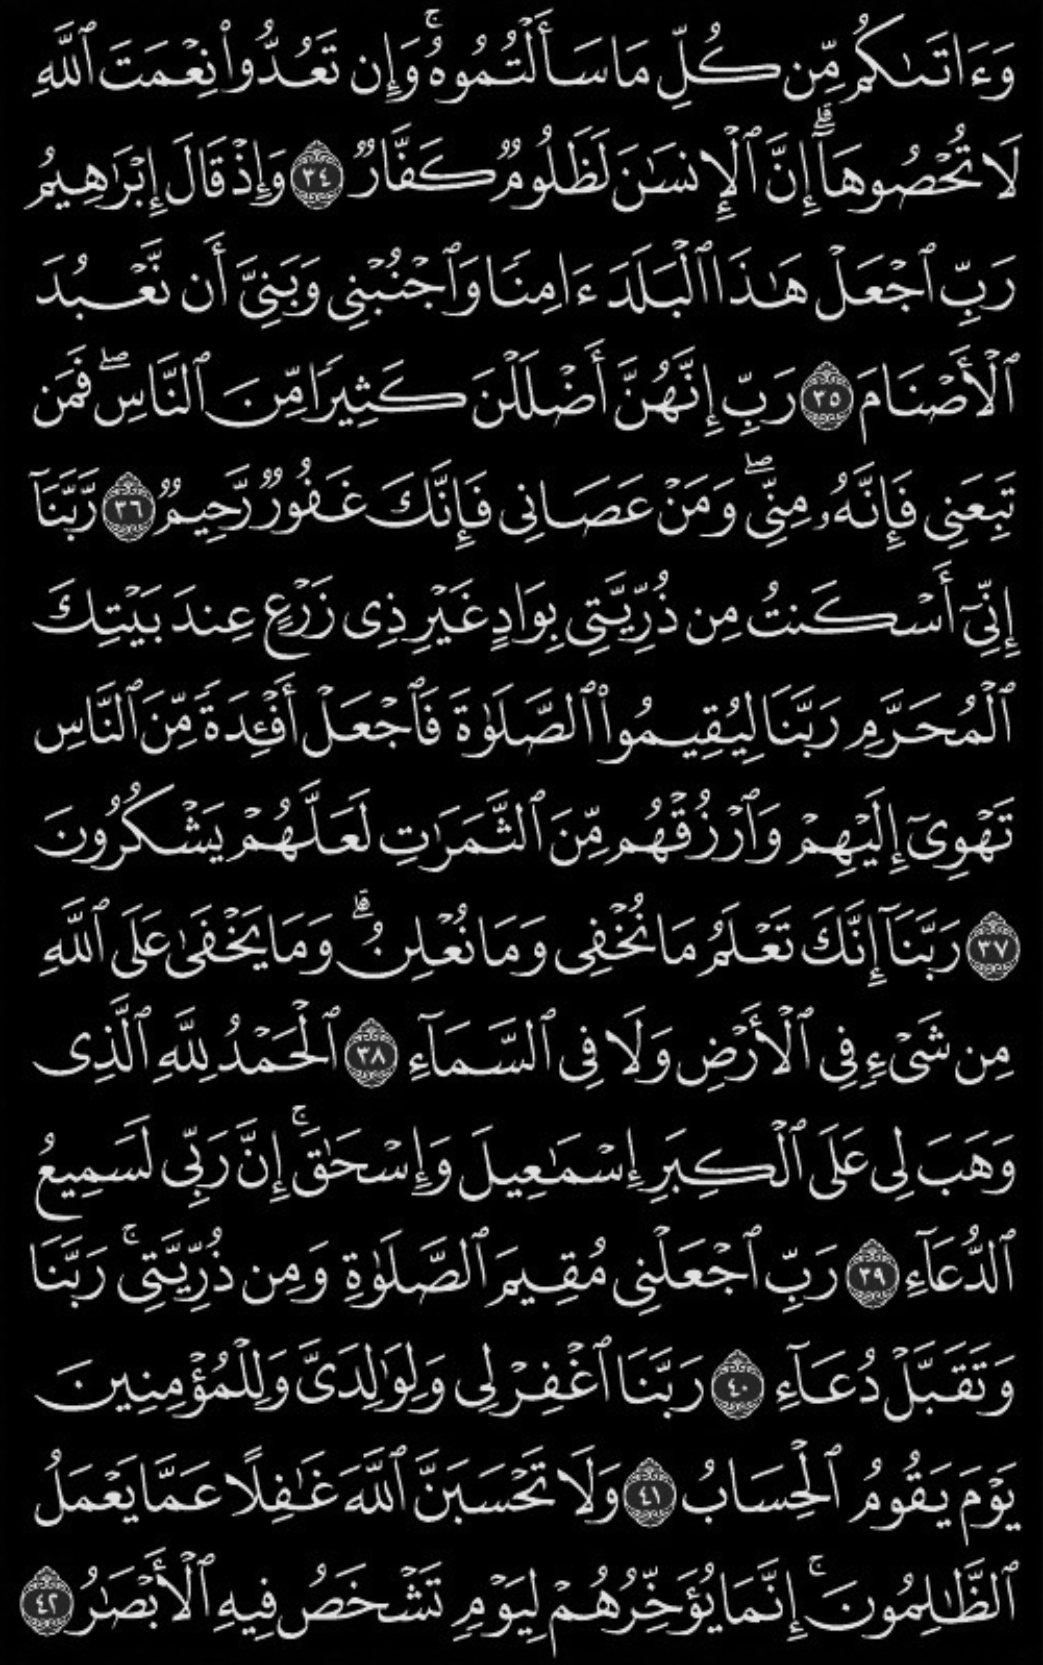 وَءَاتَىٰكُم مِّن كُلِّ مَا سَأَلْتُمُوهُ ۚ وَإِن تَعُدُّوا۟ نِعْمَتَ ٱللَّهِ
لَا تُحْصُوهَآ ۗ إِنَّ ٱلْإِنسَـٰنَ لَظَلُومٌ كَفَّارٌ ٣٤ وَإِذْ قَالَ إِبْرَٰهِيمُ
رَبِّ ٱجْعَلْ هَـٰذَا ٱلْبَلَدَ ءَامِنًا وَٱجْنُبْنِى وَبَنِىَّ أَن نَّعْبُدَ
ٱلْأَصْنَامَ ٣٥ رَبِّ إِنَّهُنَّ أَضْلَلْنَ كَثِيرًا مِّنَ ٱلنَّاسِ ۖ فَمَن
تَبِعَنِى فَإِنَّهُۥ مِنِّى ۖ وَمَنْ عَصَانِى فَإِنَّكَ غَفُورٌ رَّحِيمٌ ٣٦ رَّبَّنَآ
إِنِّىٓ أَسْكَنتُ مِن ذُرِّيَّتِى بِوَادٍ غَيْرِ ذِى زَرْعٍ عِندَ بَيْتِكَ
ٱلْمُحَرَّمِ رَبَّنَا لِيُقِيمُوا۟ ٱلصَّلَوٰةَ فَٱجْعَلْ أَفْـِٔدَةً مِّنَ ٱلنَّاسِ
تَهْوِىٓ إِلَيْهِمْ وَٱرْزُقْهُم مِّنَ ٱلثَّمَرَٰتِ لَعَلَّهُمْ يَشْكُرُونَ
٣٧ رَبَّنَآ إِنَّكَ تَعْلَمُ مَا نُخْفِى وَمَا نُعْلِنُ ۗ وَمَا يَخْفَىٰ عَلَى ٱللَّهِ
مِن شَىْءٍ فِى ٱلْأَرْضِ وَلَا فِى ٱلسَّمَآءِ ٣٨ ٱلْحَمْدُ لِلَّهِ ٱلَّذِى
وَهَبَ لِى عَلَى ٱلْكِبَرِ إِسْمَـٰعِيلَ وَإِسْحَـٰقَ ۚ إِنَّ رَبِّى لَسَمِيعُ
ٱلدُّعَآءِ ٣٩ رَبِّ ٱجْعَلْنِى مُقِيمَ ٱلصَّلَوٰةِ وَمِن ذُرِّيَّتِى ۚ رَبَّنَا
وَتَقَبَّلْ دُعَآءِ ٤٠ رَبَّنَا ٱغْفِرْ لِى وَلِوَٰلِدَىَّ وَلِلْمُؤْمِنِينَ
يَوْمَ يَقُومُ ٱلْحِسَابُ ٤١ وَلَا تَحْسَبَنَّ ٱللَّهَ غَـٰفِلًا عَمَّا يَعْمَلُ
ٱلظَّـٰلِمُونَ ۚ إِنَّمَا يُؤَخِّرُهُمْ لِيَوْمٍ تَشْخَصُ فِيهِ ٱلْأَبْصَـٰرُ ٤٢